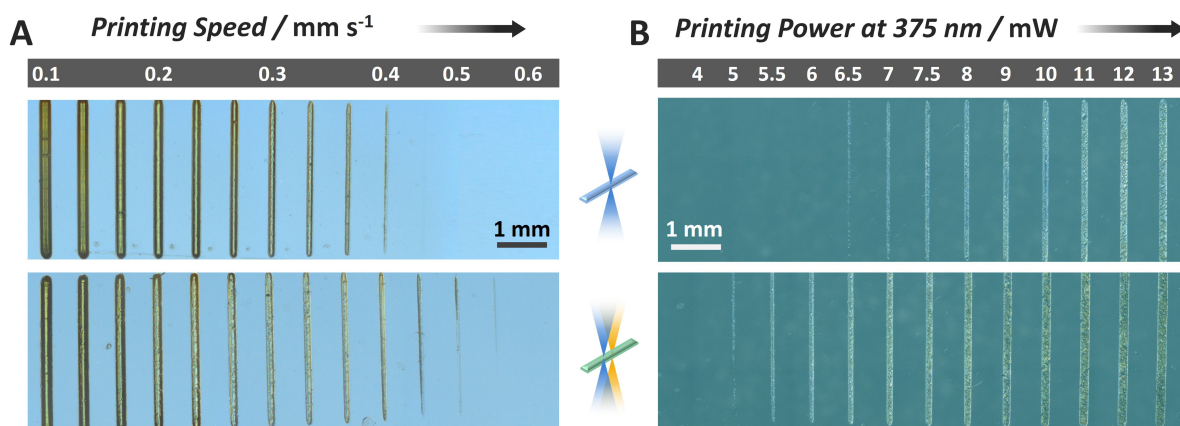 A
Printing Speed / mm s⁻¹
0.1 0.2 0.3 0.4 0.5 0.6
1 mm
B
Printing Power at 375 nm / mW
4 5 5.5 6 6.5 7 7.5 8 9 10 11 12 13
1 mm